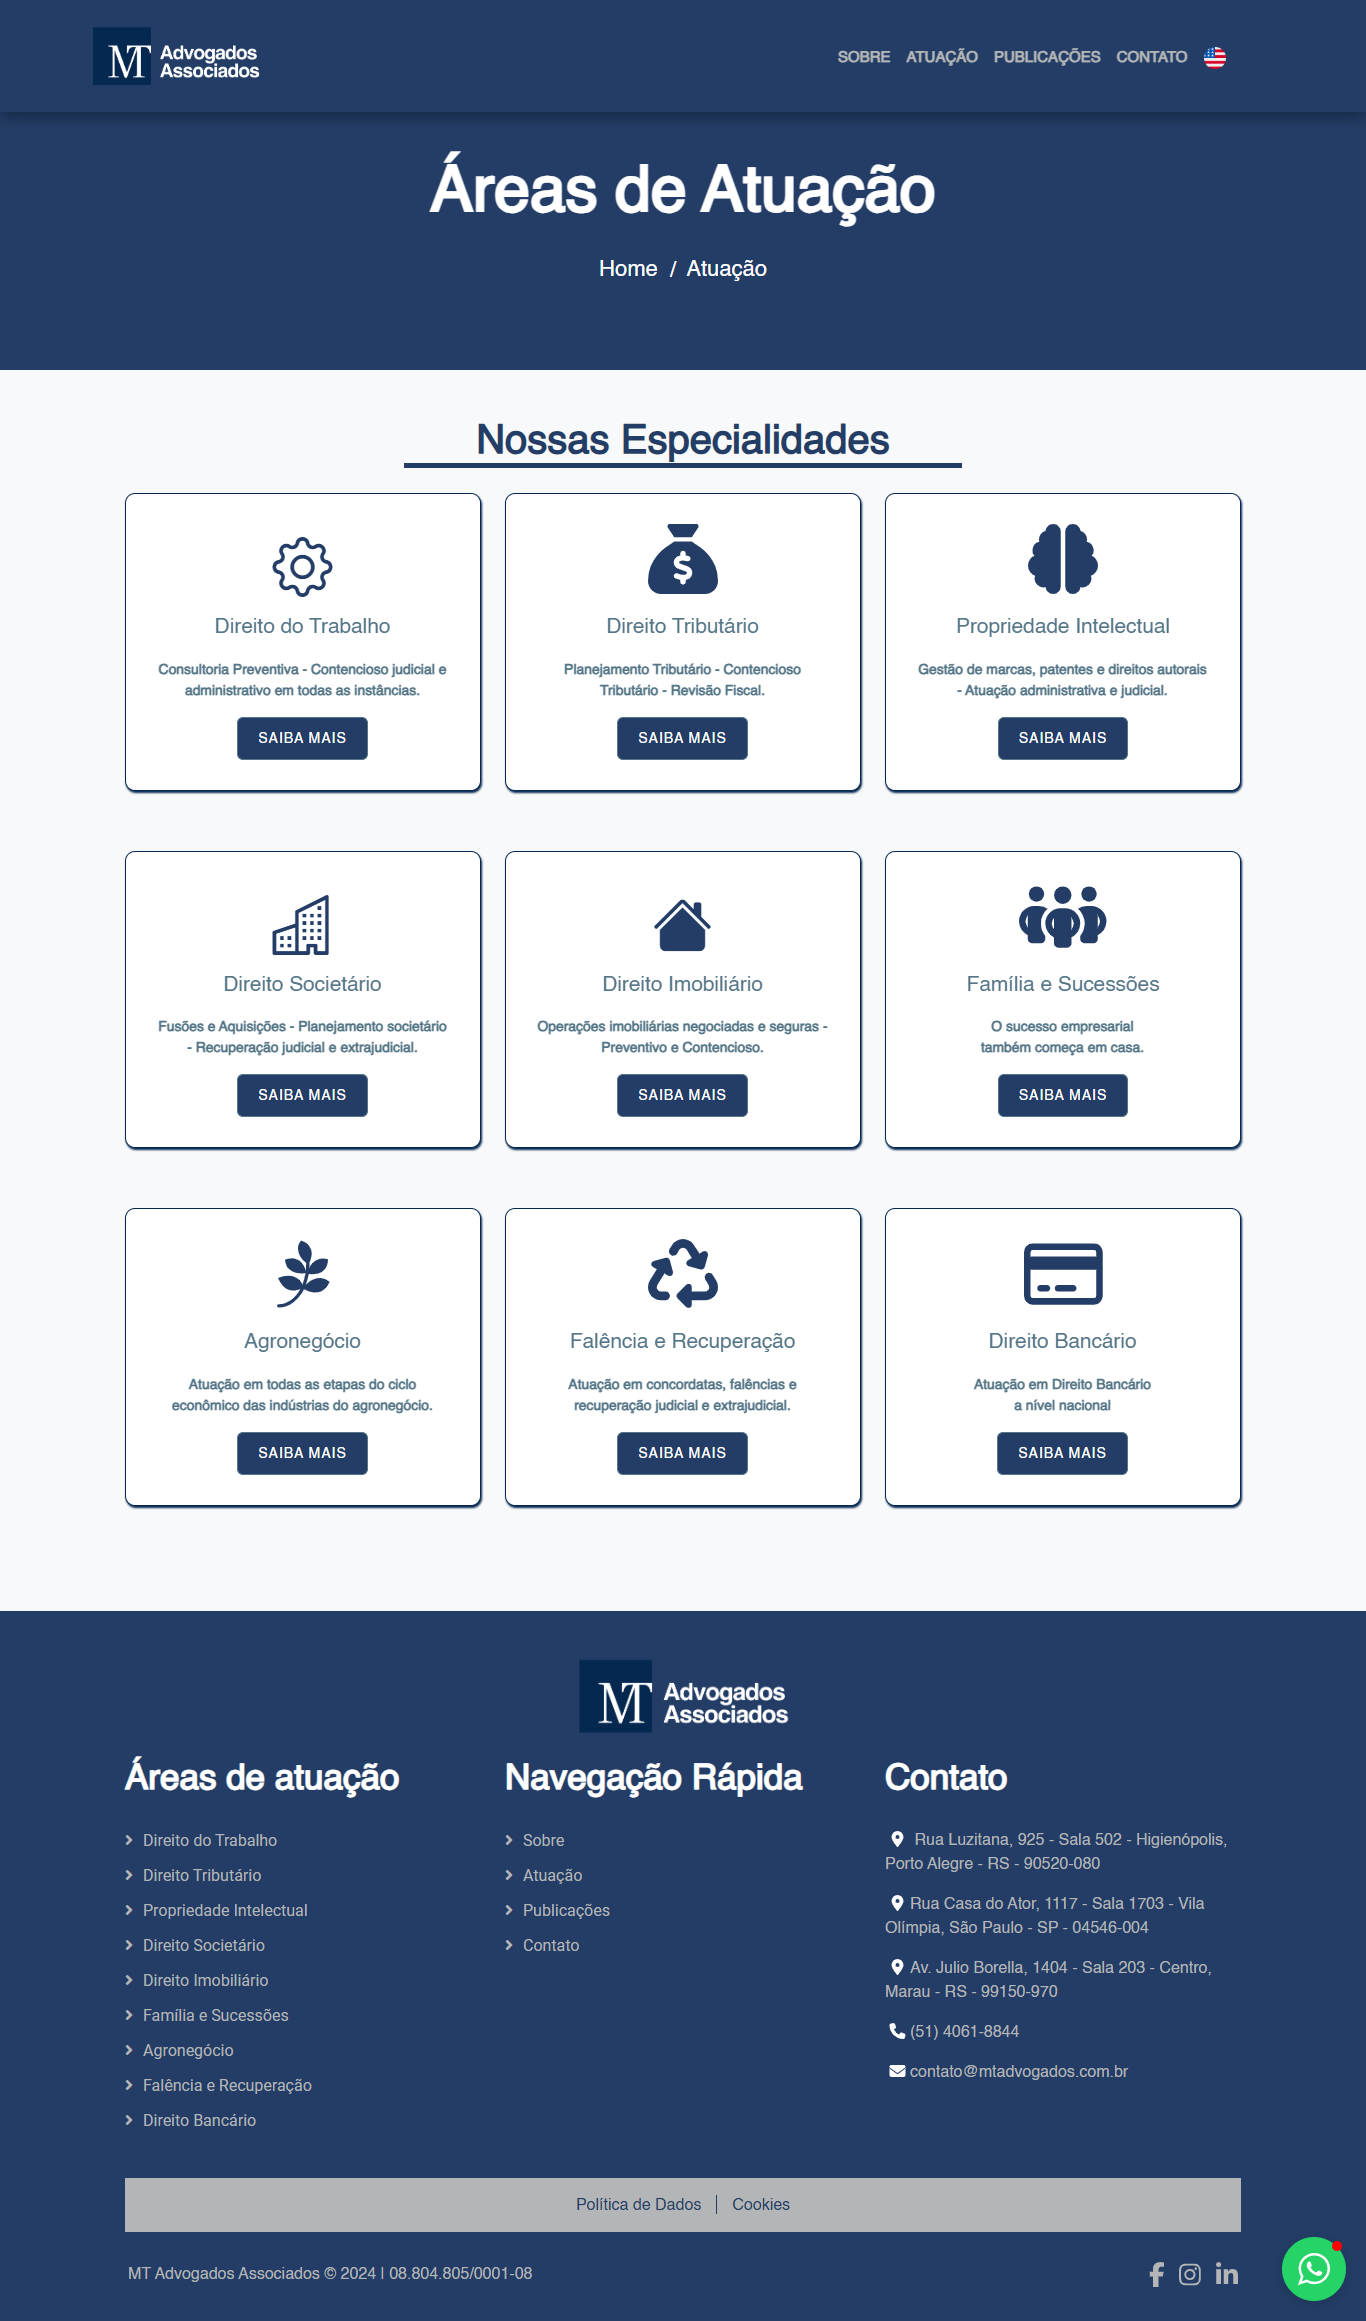 MT Advogados
Associados
SOBRE ATUAÇÃO PUBLICAÇÕES CONTATO
Áreas de Atuação
Home / Atuação
Nossas Especialidades
Direito do Trabalho
Consultoria Preventiva - Contencioso judicial e
administrativo em todas as instâncias.
SAIBA MAIS
Direito Tributário
Planejamento Tributário - Contencioso
Tributário - Revisão Fiscal.
SAIBA MAIS
Propriedade Intelectual
Gestão de marcas, patentes e direitos autorais
- Atuação administrativa e judicial.
SAIBA MAIS
Direito Societário
Fusões e Aquisições - Planejamento societário
- Recuperação judicial e extrajudicial.
SAIBA MAIS
Direito Imobiliário
Operações imobiliárias negociadas e seguras -
Preventivo e Contencioso.
SAIBA MAIS
Família e Sucessões
O sucesso empresarial
também começa em casa.
SAIBA MAIS
Agronegócio
Atuação em todas as etapas do ciclo
econômico das indústrias do agronegócio.
SAIBA MAIS
Falência e Recuperação
Atuação em concordatas, falências e
recuperação judicial e extrajudicial.
SAIBA MAIS
Direito Bancário
Atuação em Direito Bancário
a nível nacional
SAIBA MAIS
MT Advogados
Associados
Áreas de atuação
Direito do Trabalho
Direito Tributário
Propriedade Intelectual
Direito Societário
Direito Imobiliário
Família e Sucessões
Agronegócio
Falência e Recuperação
Direito Bancário
Navegação Rápida
Sobre
Atuação
Publicações
Contato
Contato
Rua Luzitana, 925 - Sala 502 - Higienópolis,
Porto Alegre - RS - 90520-080
Rua Casa do Ator, 1117 - Sala 1703 - Vila
Olímpia, São Paulo - SP - 04546-004
Av. Julio Borella, 1404 - Sala 203 - Centro,
Marau - RS - 99150-970
(51) 4061-8844
contato@mtadvogados.com.br
Política de Dados | Cookies
MT Advogados Associados © 2024 | 08.804.805/0001-08